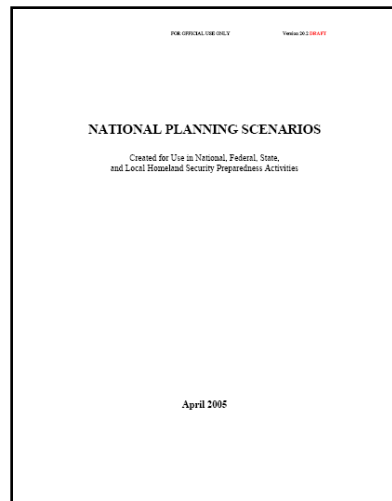 FOR OFFICIAL USE ONLY Version 20.2 DRAFT
NATIONAL PLANNING SCENARIOS
Created for Use in National, Federal, State,
and Local Homeland Security Preparedness Activities
April 2005